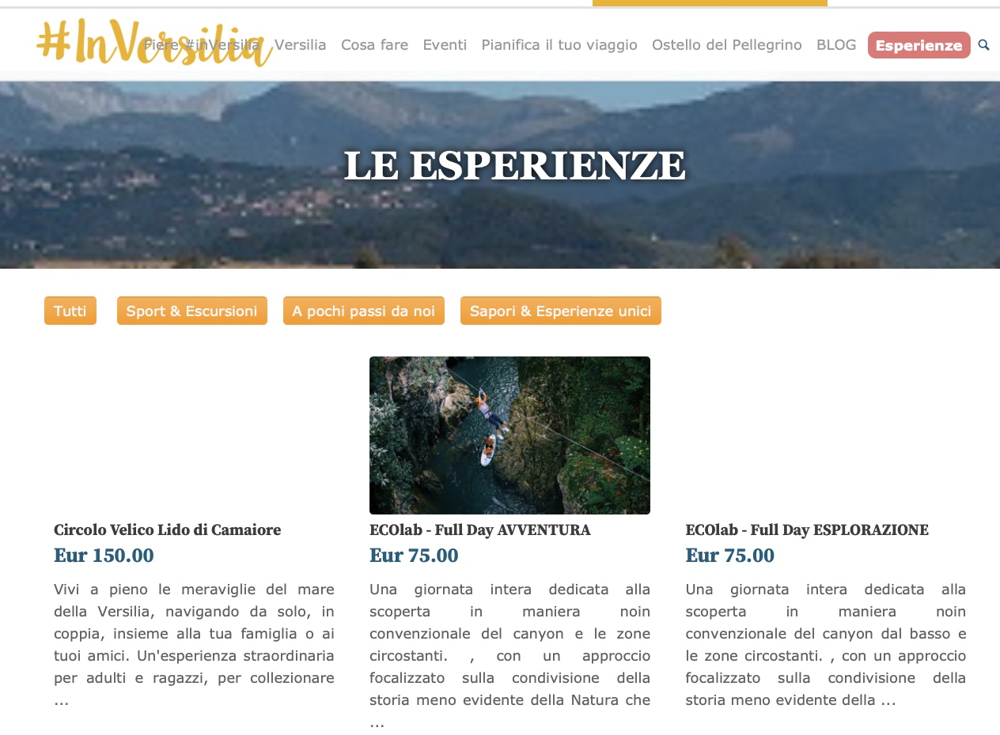 #InVersilia
Fiere #inVersilia Versilia Cosa fare Eventi Pianifica il tuo viaggio Ostello del Pellegrino BLOG Esperienze
LE ESPERIENZE
Tutti Sport & Escursioni A pochi passi da noi Sapori & Esperienze unici
Circolo Velico Lido di Camaiore
Eur 150.00
Vivi a pieno le meraviglie del mare
della Versilia, navigando da solo, in
coppia, insieme alla tua famiglia o ai
tuoi amici. Un'esperienza straordinaria
per adulti e ragazzi, per collezionare
...
ECOlab - Full Day AVVENTURA
Eur 75.00
Una giornata intera dedicata alla
scoperta in maniera noin
convenzionale del canyon e le zone
circostanti. , con un approccio
focalizzato sulla condivisione della
storia meno evidente della Natura che
...
ECOlab - Full Day ESPLORAZIONE
Eur 75.00
Una giornata intera dedicata alla
scoperta in maniera noin
convenzionale del canyon dal basso e
le zone circostanti. , con un approccio
focalizzato sulla condivisione della
storia meno evidente della ...